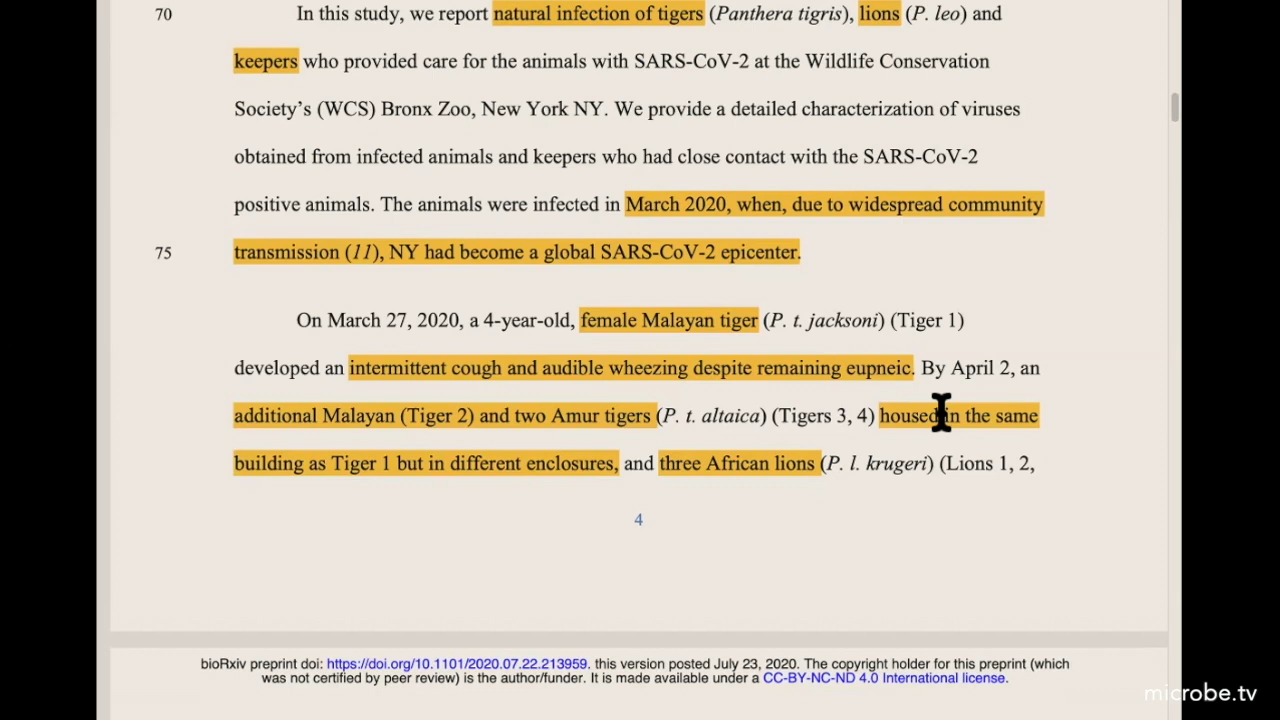 70 In this study, we report natural infection of tigers (Panthera tigris), lions (P. leo) and
keepers who provided care for the animals with SARS-CoV-2 at the Wildlife Conservation
Society's (WCS) Bronx Zoo, New York NY. We provide a detailed characterization of viruses
obtained from infected animals and keepers who had close contact with the SARS-CoV-2
positive animals. The animals were infected in March 2020, when, due to widespread community
75 transmission (11), NY had become a global SARS-CoV-2 epicenter.
On March 27, 2020, a 4-year-old, female Malayan tiger (P. t. jacksoni) (Tiger 1)
developed an intermittent cough and audible wheezing despite remaining eupneic. By April 2, an
additional Malayan (Tiger 2) and two Amur tigers (P. t. altaica) (Tigers 3, 4) housed in the same
building as Tiger 1 but in different enclosures, and three African lions (P. l. krugeri) (Lions 1, 2,
4
bioRxiv preprint doi: https://doi.org/10.1101/2020.07.22.213959. this version posted July 23, 2020. The copyright holder for this preprint (which
was not certified by peer review) is the author/funder. It is made available under a CC-BY-NC-ND 4.0 International license.
microbe.tv